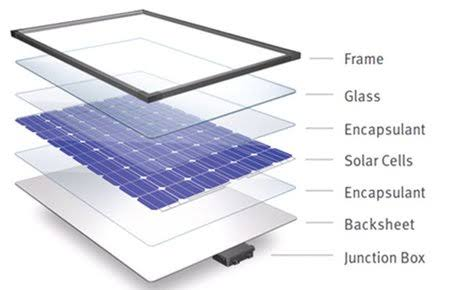 Frame
Glass
Encapsulant
Solar Cells
Encapsulant
Backsheet
Junction Box